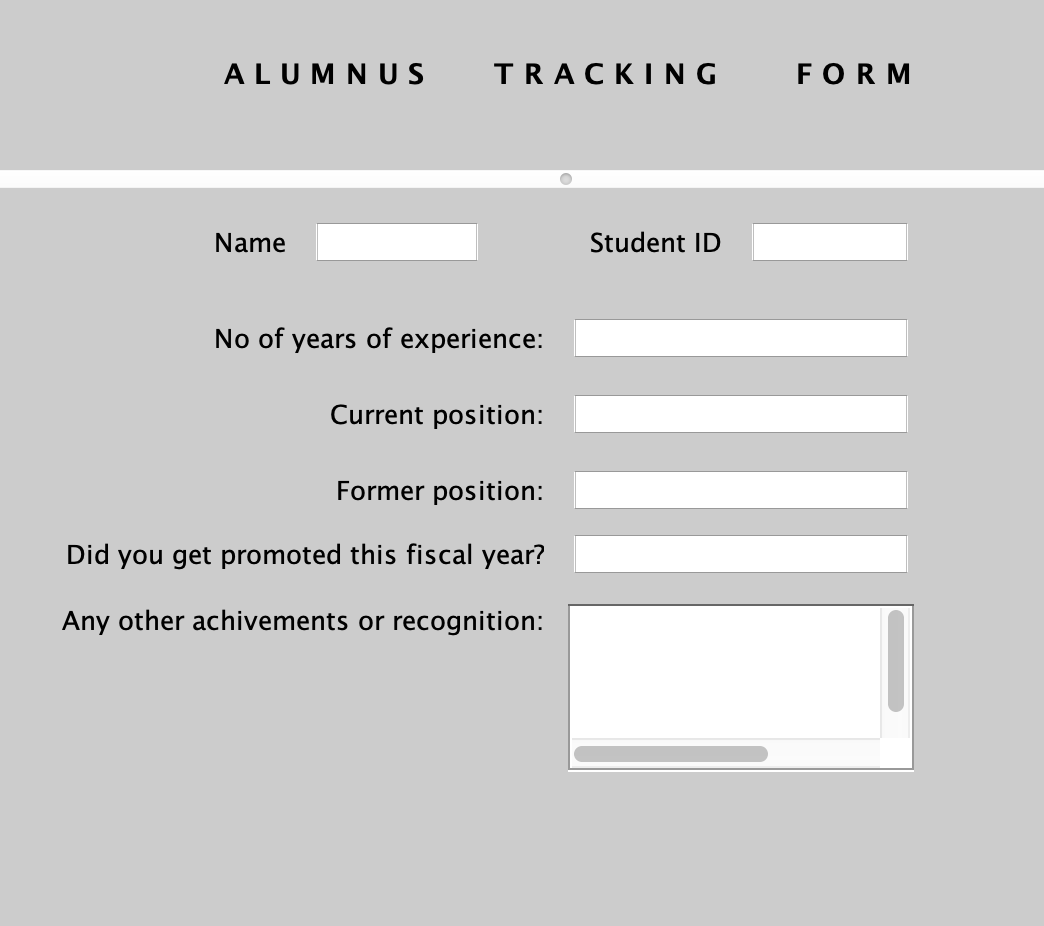 ALUMNUS TRACKING FORM
Name Student ID
No of years of experience:
Current position:
Former position:
Did you get promoted this fiscal year?
Any other achivements or recognition: